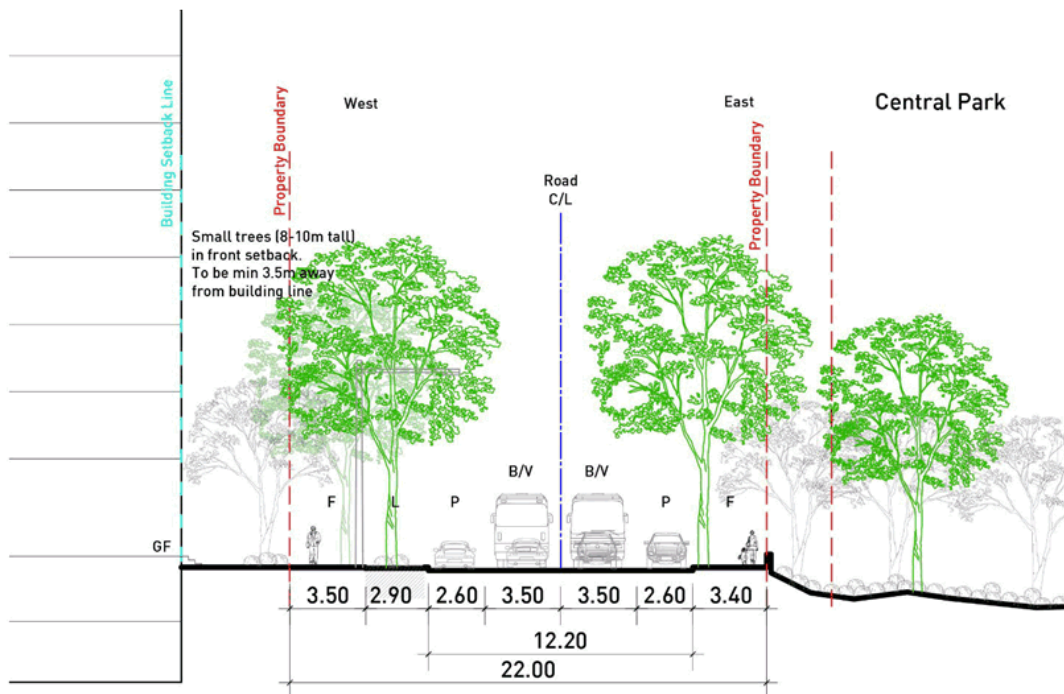 West
East
Central Park
Building Setback Line
Property Boundary
Property Boundary
Road
C/L
Small trees (8-10m tall)
in front setback.
To be min 3.5m away
from building line
B/V
B/V
F
L
P
P
F
GF
3.50
2.90
2.60
3.50
3.50
2.60
3.40
12.20
22.00